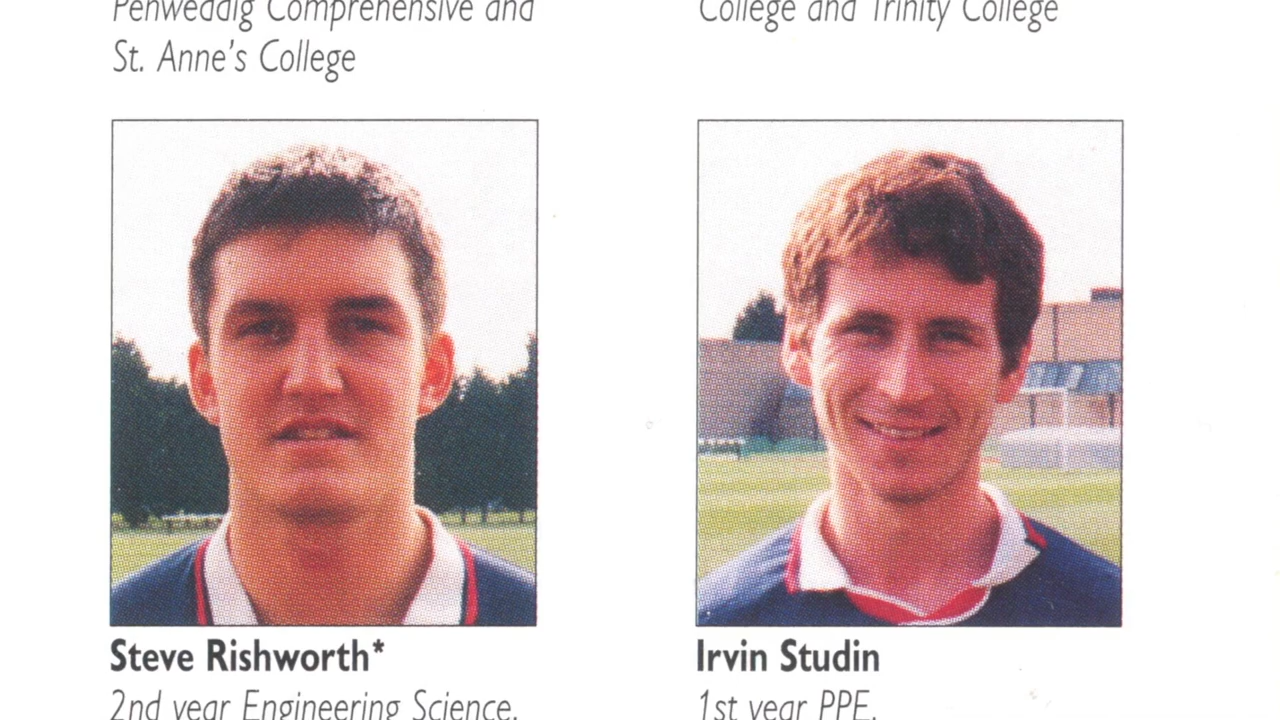 Penweddig Comprehensive and
St. Anne's College
College and Trinity College
Steve Rishworth*
2nd year Engineering Science,
Irvin Studin
1st year PPE,